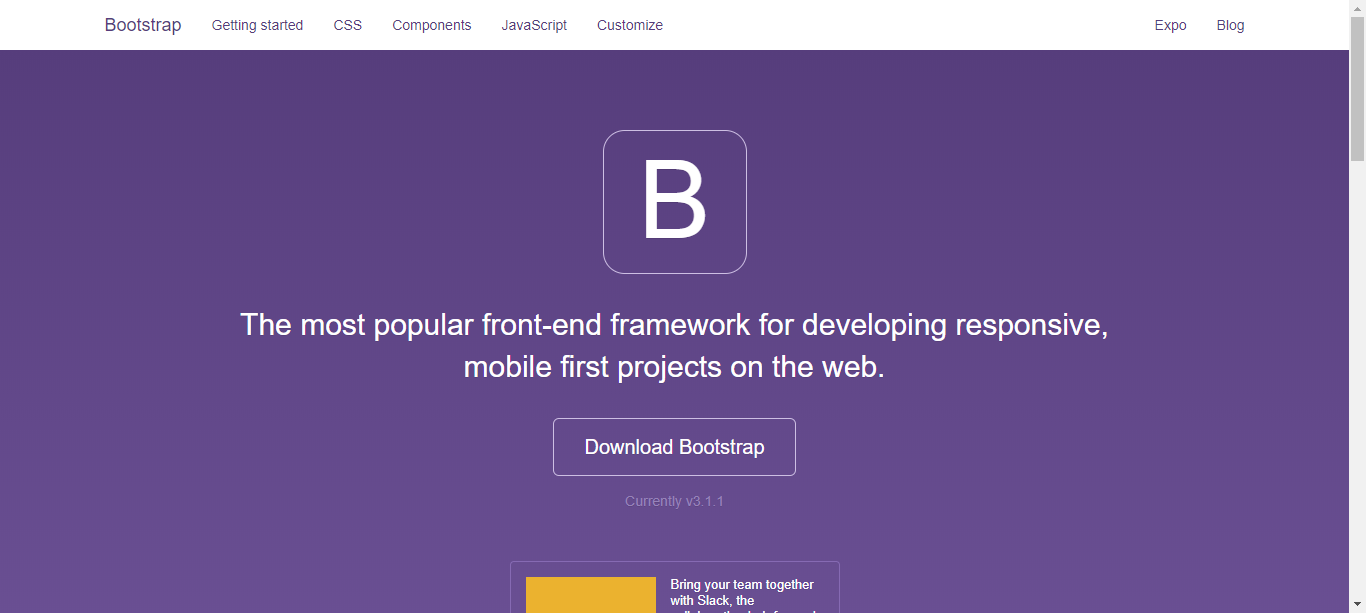 Bootstrap Getting started CSS Components JavaScript Customize Expo Blog
B
The most popular front-end framework for developing responsive,
mobile first projects on the web.
Download Bootstrap
Currently v3.1.1
Bring your team together
with Slack, the